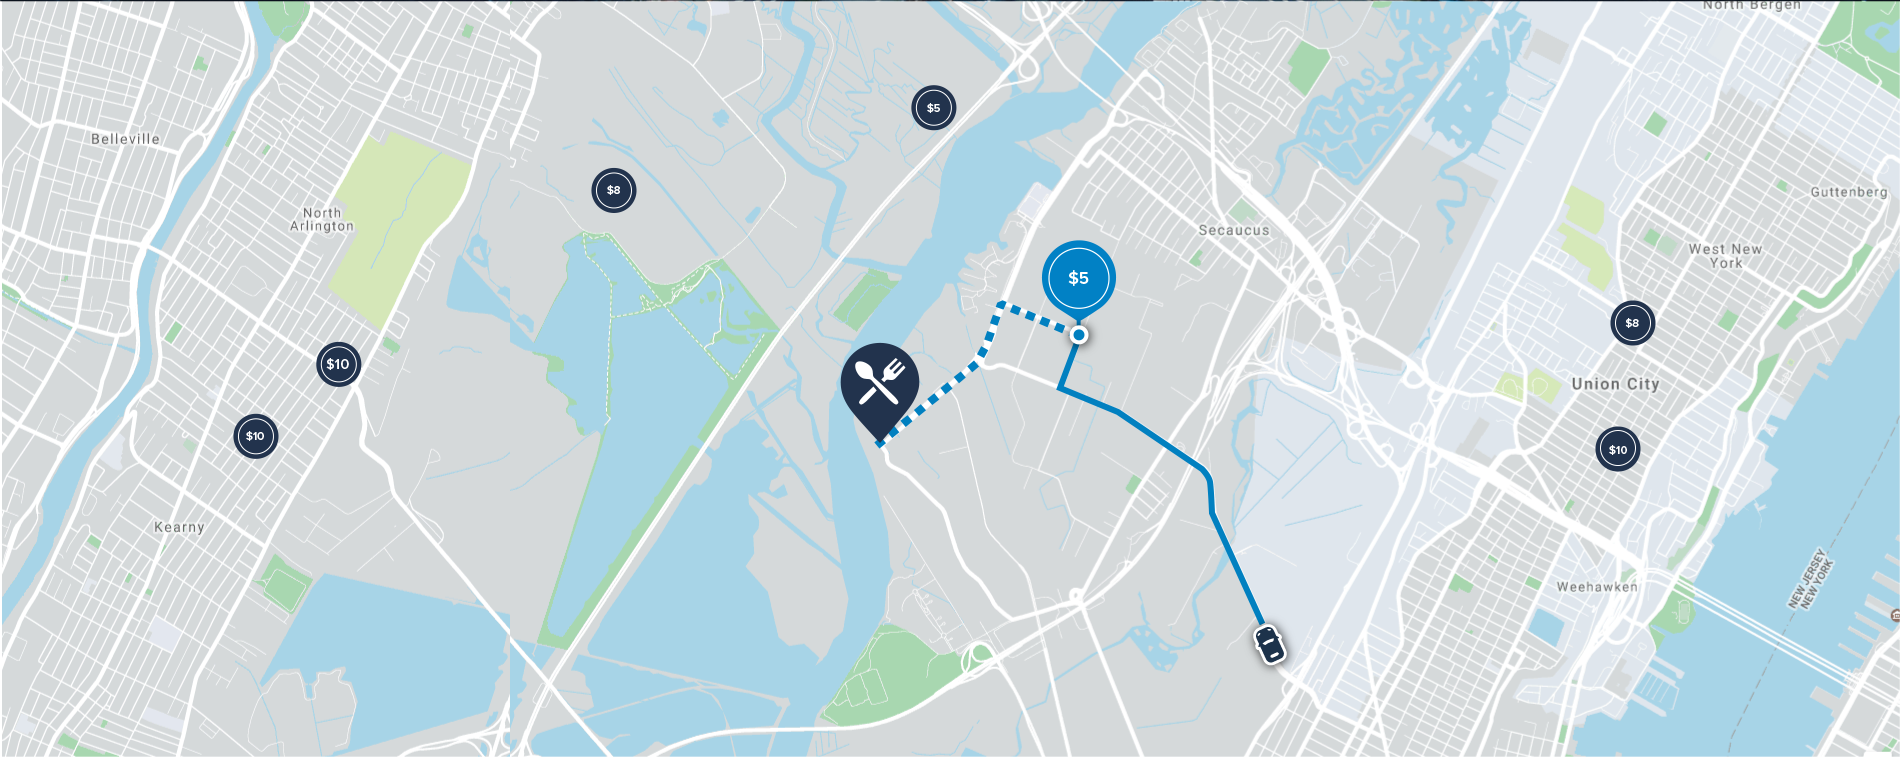 North Bergen
$5
Belleville
$8
Guttenberg
North
Arlington
Secaucus
West New
York
$5
$8
$10
Union City
$10
$10
Kearny
Weehawken
NEW JERSEY
NEW YORK